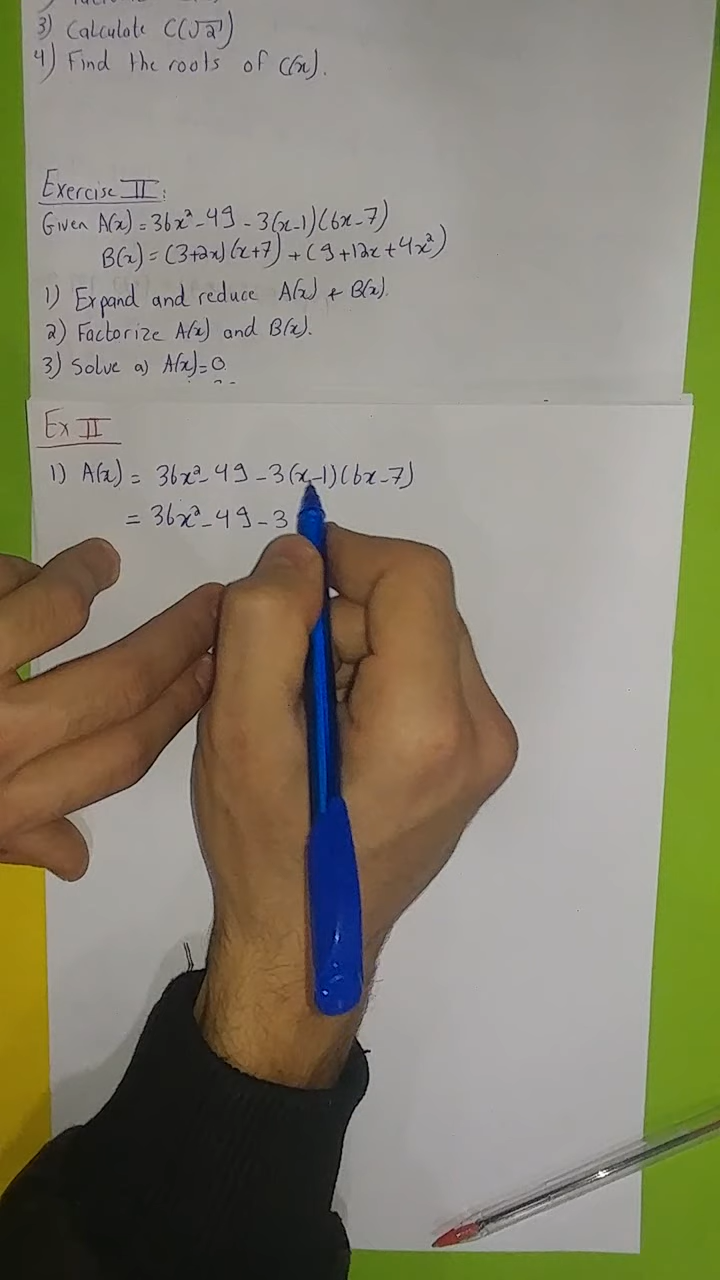 3) Calculate C(√2)
4) Find the roots of C(x).
Exercise II:
Given A(x) = 36x² - 49 - 3(x-1)(6x-7)
B(x) = (3+2x)(x+7) + (9+12x+4x²)
1) Expand and reduce A(x) & B(x).
2) Factorize A(x) and B(x).
3) Solve a) A(x)=0
Ex II
1) A(x) = 36x² - 49 - 3(x-1)(6x-7)
= 36x² - 49 - 3